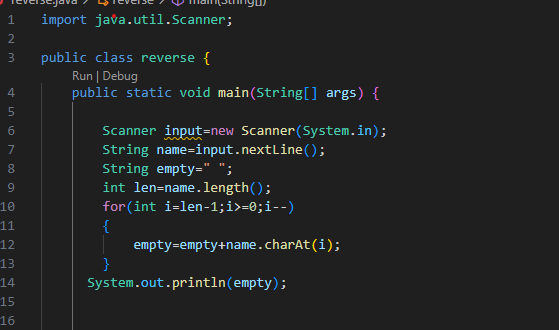 reverse.java > reverse > main(String[])
1 import java.util.Scanner;
2
3 public class reverse {
Run | Debug
4 public static void main(String[] args) {
5
6 Scanner input=new Scanner(System.in);
7 String name=input.nextLine();
8 String empty=" ";
9 int len=name.length();
10 for(int i=len-1;i>=0;i--)
11 {
12 empty=empty+name.charAt(i);
13 }
14 System.out.println(empty);
15
16